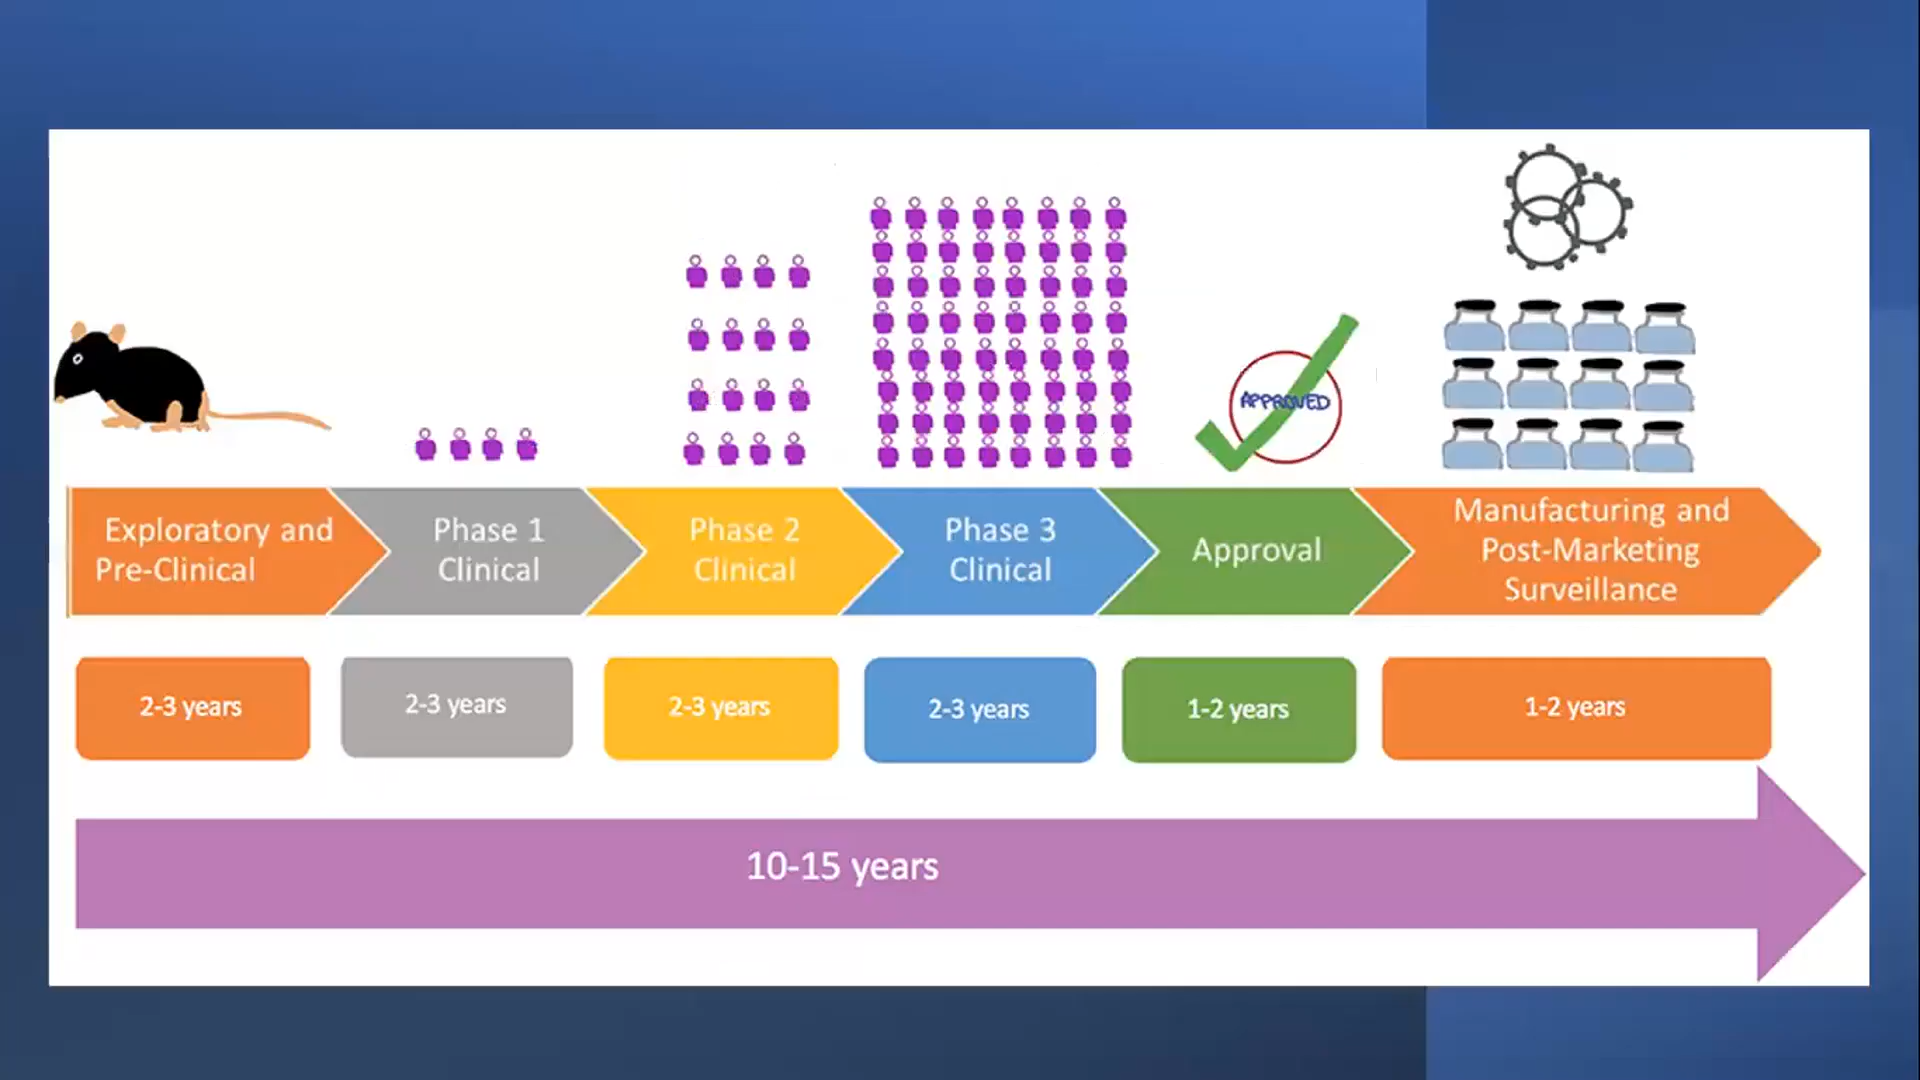 APPROVED
Exploratory and
Pre-Clinical
Phase 1
Clinical
Phase 2
Clinical
Phase 3
Clinical
Approval
Manufacturing and
Post-Marketing
Surveillance
2-3 years
2-3 years
2-3 years
2-3 years
1-2 years
1-2 years
10-15 years